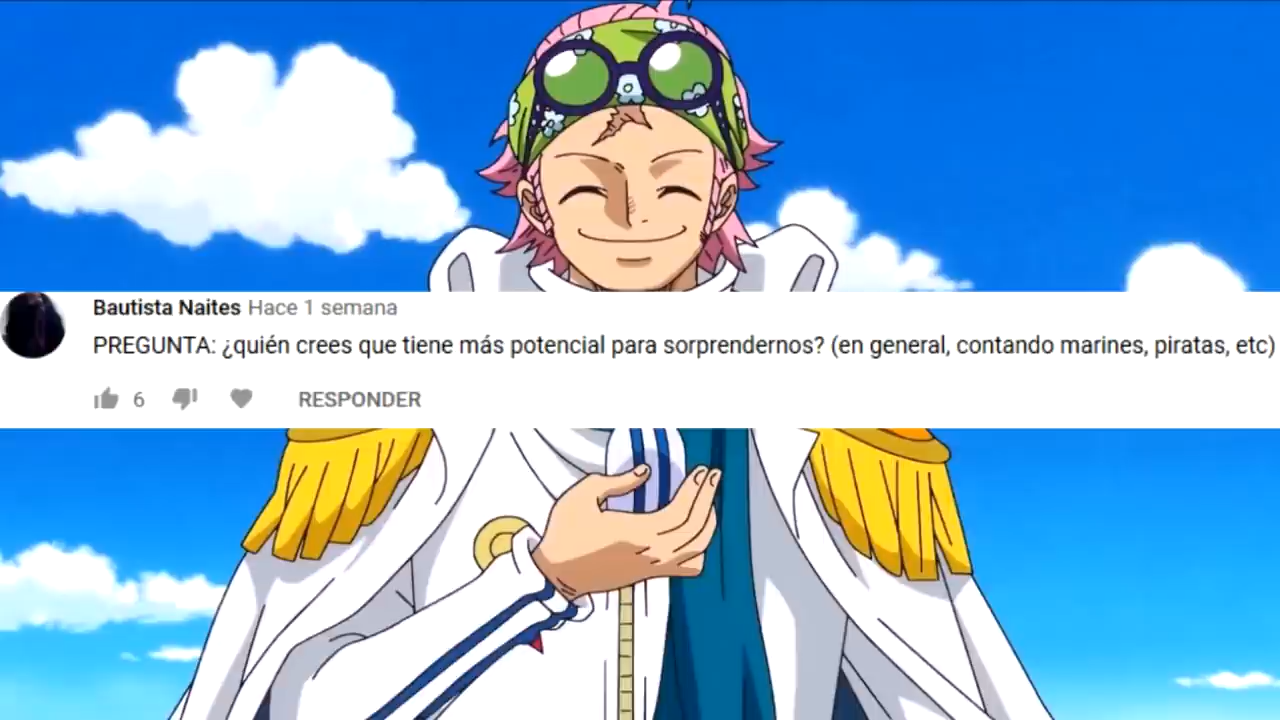 Bautista Naites Hace 1 semana
PREGUNTA: ¿quién crees que tiene más potencial para sorprendernos? (en general, contando marines, piratas, etc)
6 RESPONDER